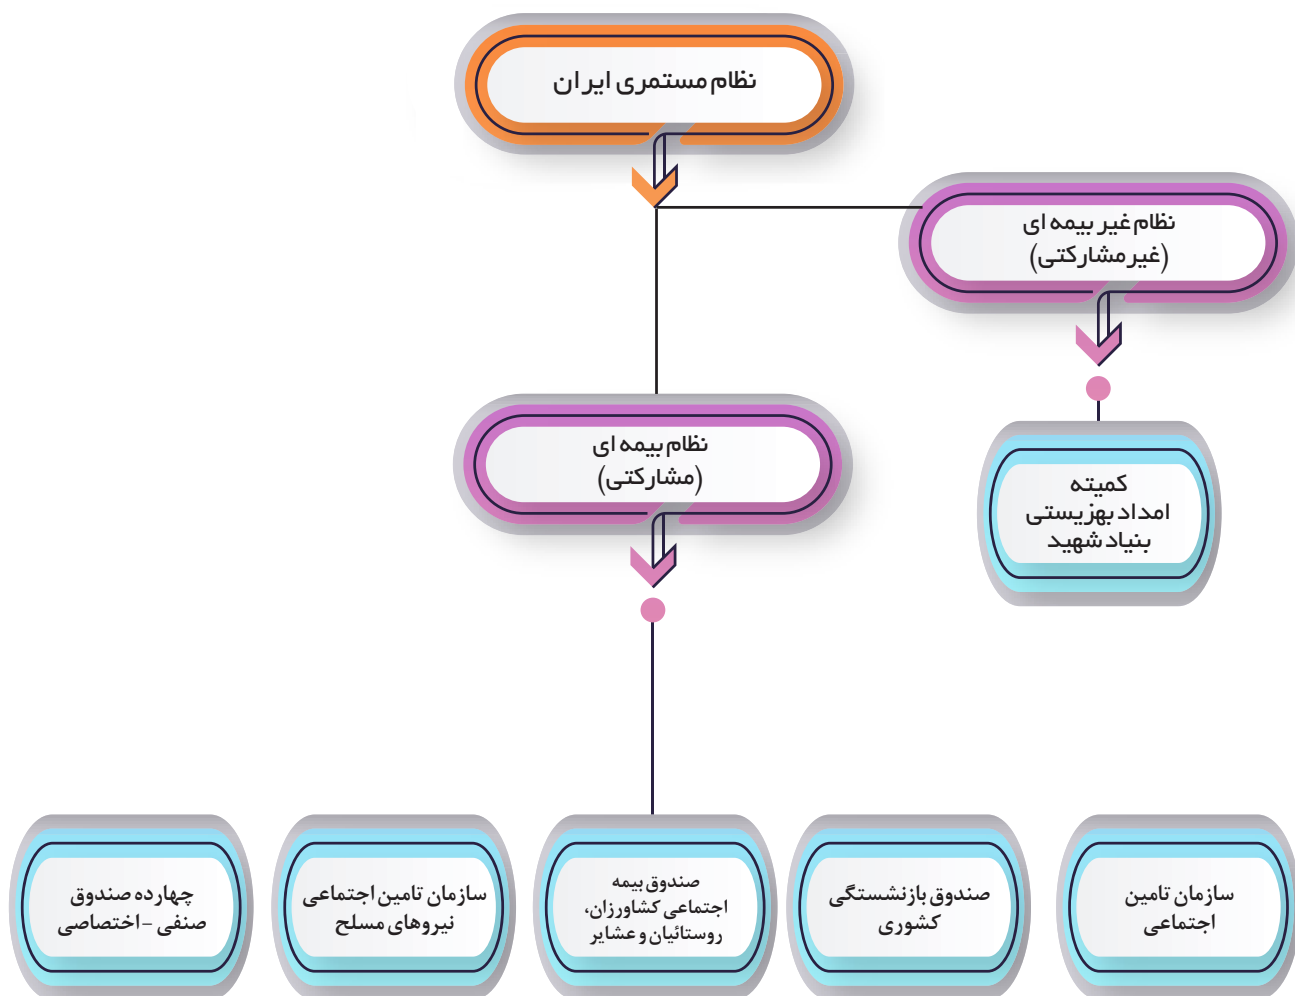 نظام مستمری ایران
نظام غیر بیمه ای
(غیرمشارکتی)
کمیته
امداد بهزیستی
بنیاد شهید
نظام بیمه ای
(مشارکتی)
سازمان تامین
اجتماعی
صندوق بازنشستگی
کشوری
صندوق بیمه
اجتماعی کشاورزان،
روستائیان و عشایر
سازمان تامین اجتماعی
نیروهای مسلح
چهارده صندوق
صنفی - اختصاصی